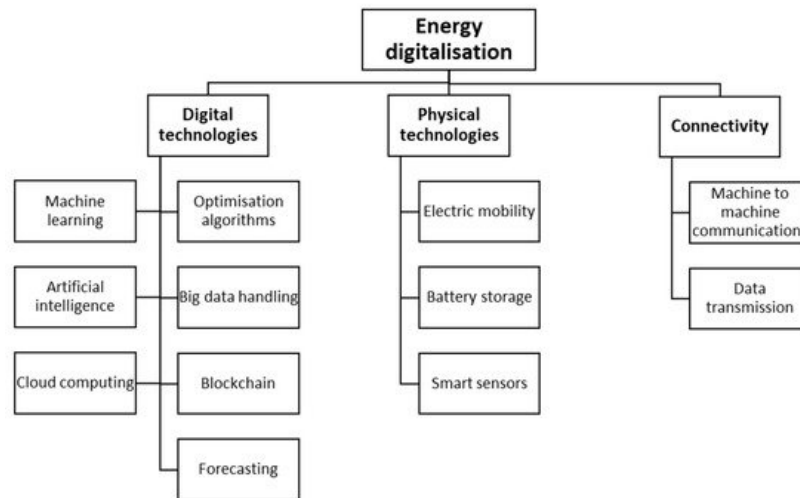 Energy
digitalisation
Digital
technologies
Physical
technologies
Connectivity
Machine
learning
Optimisation
algorithms
Electric mobility
Machine to
machine
communication
Artificial
intelligence
Big data handling
Battery storage
Data
transmission
Cloud computing
Blockchain
Smart sensors
Forecasting